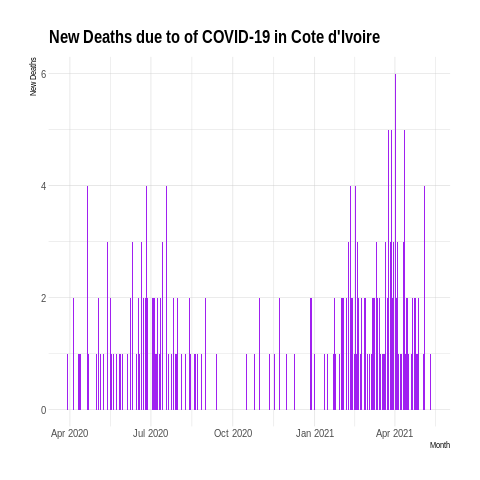 New Deaths due to of COVID-19 in Cote d'Ivoire
New Deaths
6
4
2
0
Apr 2020 Jul 2020 Oct 2020 Jan 2021 Apr 2021
Month